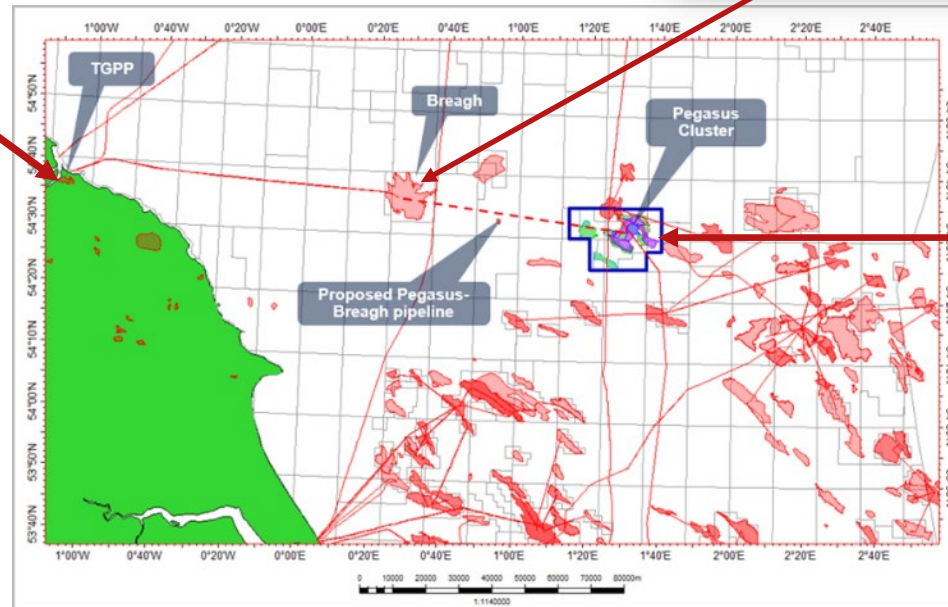 1°00'W 0°40'W 0°20'W 0°00'E 0°20'E 0°40'E 1°00'E 1°20'E 1°40'E 2°00'E 2°20'E 2°40'E
TGPP
Breagh
Pegasus
Cluster
Proposed Pegasus-
Breagh pipeline
54°50'N
54°40'N
54°30'N
54°20'N
54°10'N
54°00'N
53°50'N
53°40'N
1°00'W 0°40'W 0°20'W 0°00'E 0°20'E 0°40'E 1°00'E 1°20'E 1°40'E 2°00'E 2°20'E 2°40'E
0 10000 20000 30000 40000 50000 60000 70000 80000m
1:1140000